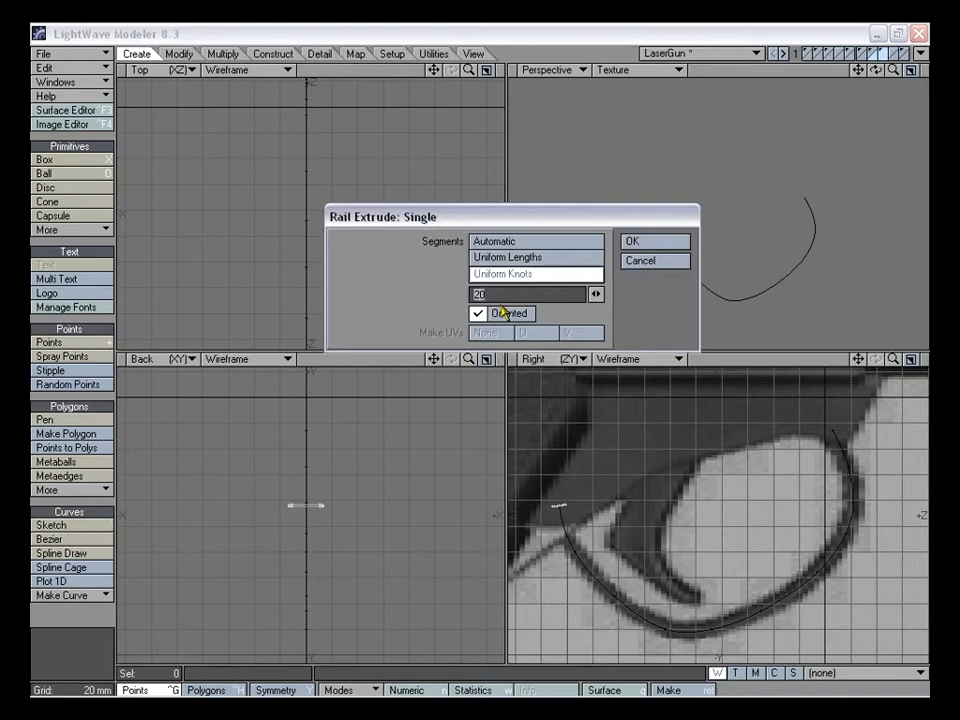 LightWave Modeler 8.3
File
Edit
Windows
Help
Surface Editor ^F3
Image Editor ^F4
Primitives
Box X
Ball O
Disc
Cone
Capsule
More
Text
Text
Multi Text
Logo
Manage Fonts
Points
Points +
Spray Points
Stipple
Random Points
Polygons
Pen
Make Polygon
Points to Polys
Metaballs
Metaedges
More
Curves
Sketch
Bezier
Spline Draw
Spline Cage
Plot 1D
Make Curve
Create Modify Multiply Construct Detail Map Setup Utilities View
LaserGun * 1
Top (XZ) Wireframe
Perspective Texture
Rail Extrude: Single
Segments Automatic
Uniform Lengths
Uniform Knots
20
Oriented
Make UVs None U V
OK
Cancel
Back (XY) Wireframe
Right (ZY) Wireframe
Sel: 0
W T M C S (none)
Grid: 20 mm
Points ^G Polygons ^H Symmetry Y Modes Numeric n Statistics w Info Surface Make ret